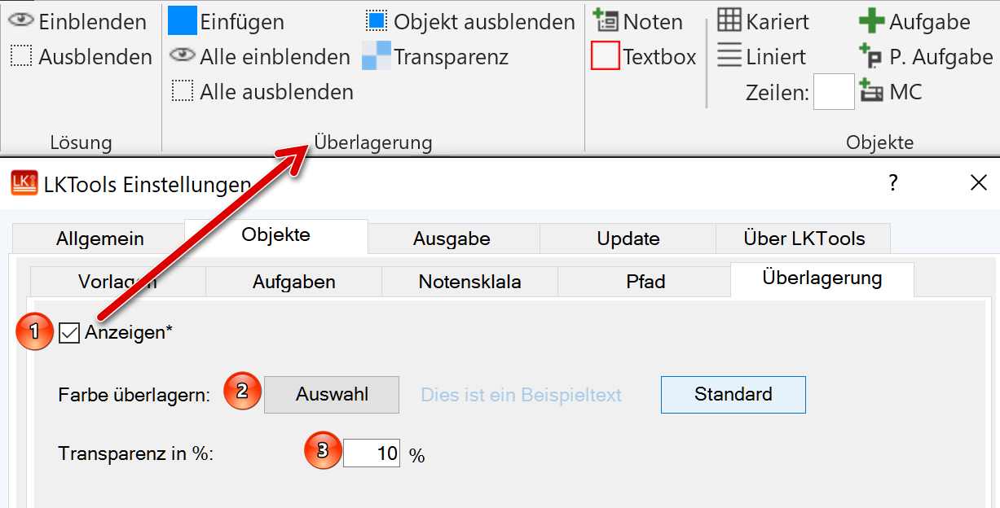 Einblenden
Ausblenden
Lösung
Einfügen
Alle einblenden
Alle ausblenden
Objekt ausblenden
Transparenz
Überlagerung
Noten
Textbox
Kariert
Liniert
Zeilen:
Aufgabe
P. Aufgabe
MC
Objekte
LK LKTools Einstellungen ?
Allgemein Objekte Ausgabe Update Über LKTools
Vorlagen Aufgaben Notensklala Pfad Überlagerung
1 Anzeigen*
Farbe überlagern: 2 Auswahl Dies ist ein Beispieltext Standard
Transparenz in %: 3 10 %